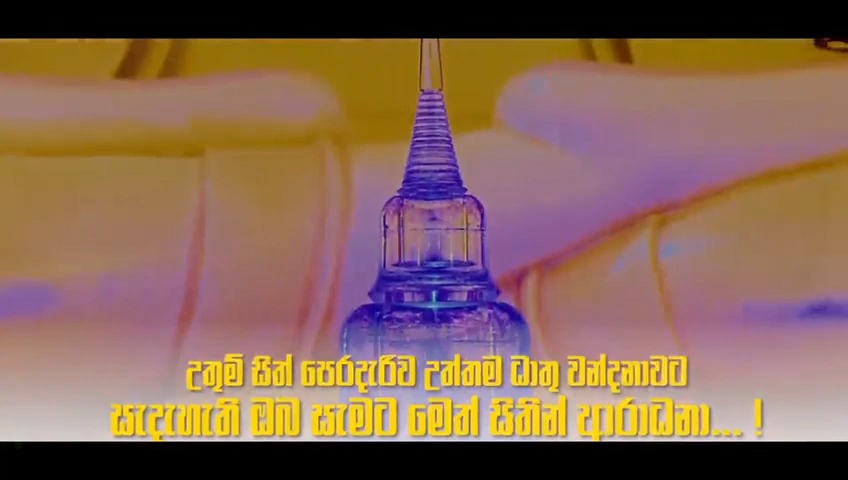 උතුම් සිත් පෙරදැරිව උත්තම ධාතු වන්දනාවට
සැදැහැති ඔබ සැමට මෙත් සිතින් ආරාධනා... !